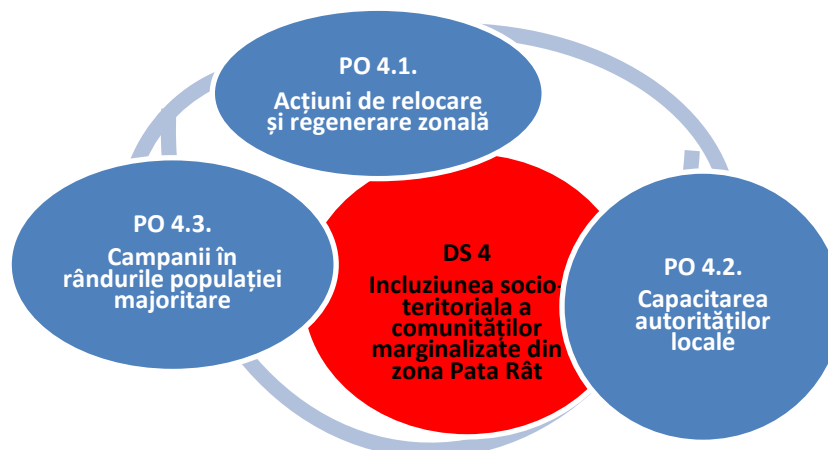 PO 4.1.
Acțiuni de relocare
și regenerare zonală
PO 4.3.
Campanii în
rândurile populației
majoritare
DS 4
Incluziunea socio-
teritoriala a
comunităților
marginalizate din
zona Pata Rât
PO 4.2.
Capacitarea
autorităților
locale